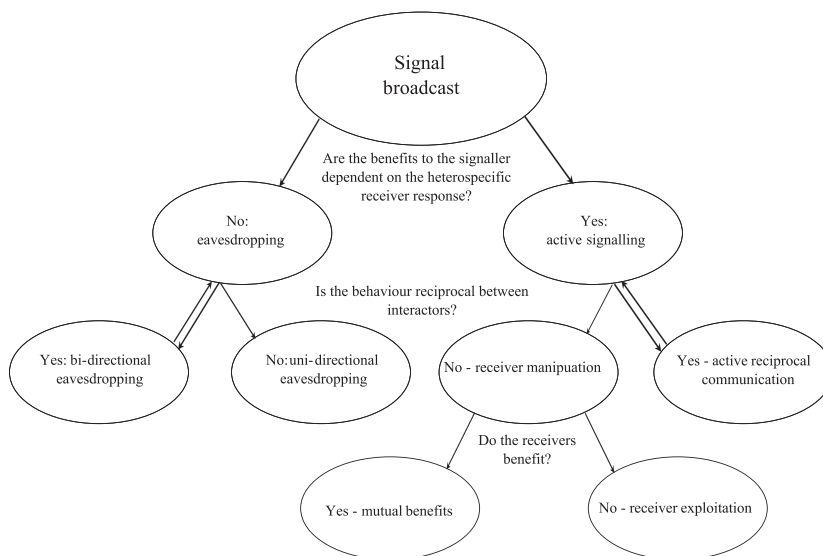 Signal
broadcast
Are the benefits to the signaller
dependent on the heterospecific
receiver response?
No:
eavesdropping
Yes:
active signalling
Is the behaviour reciprocal between
interactors?
Yes: bi-directional
eavesdropping
No:uni-directional
eavesdropping
No - receiver manipuation
Yes - active reciprocal
communication
Do the receivers
benefit?
Yes - mutual benefits
No - receiver exploitation